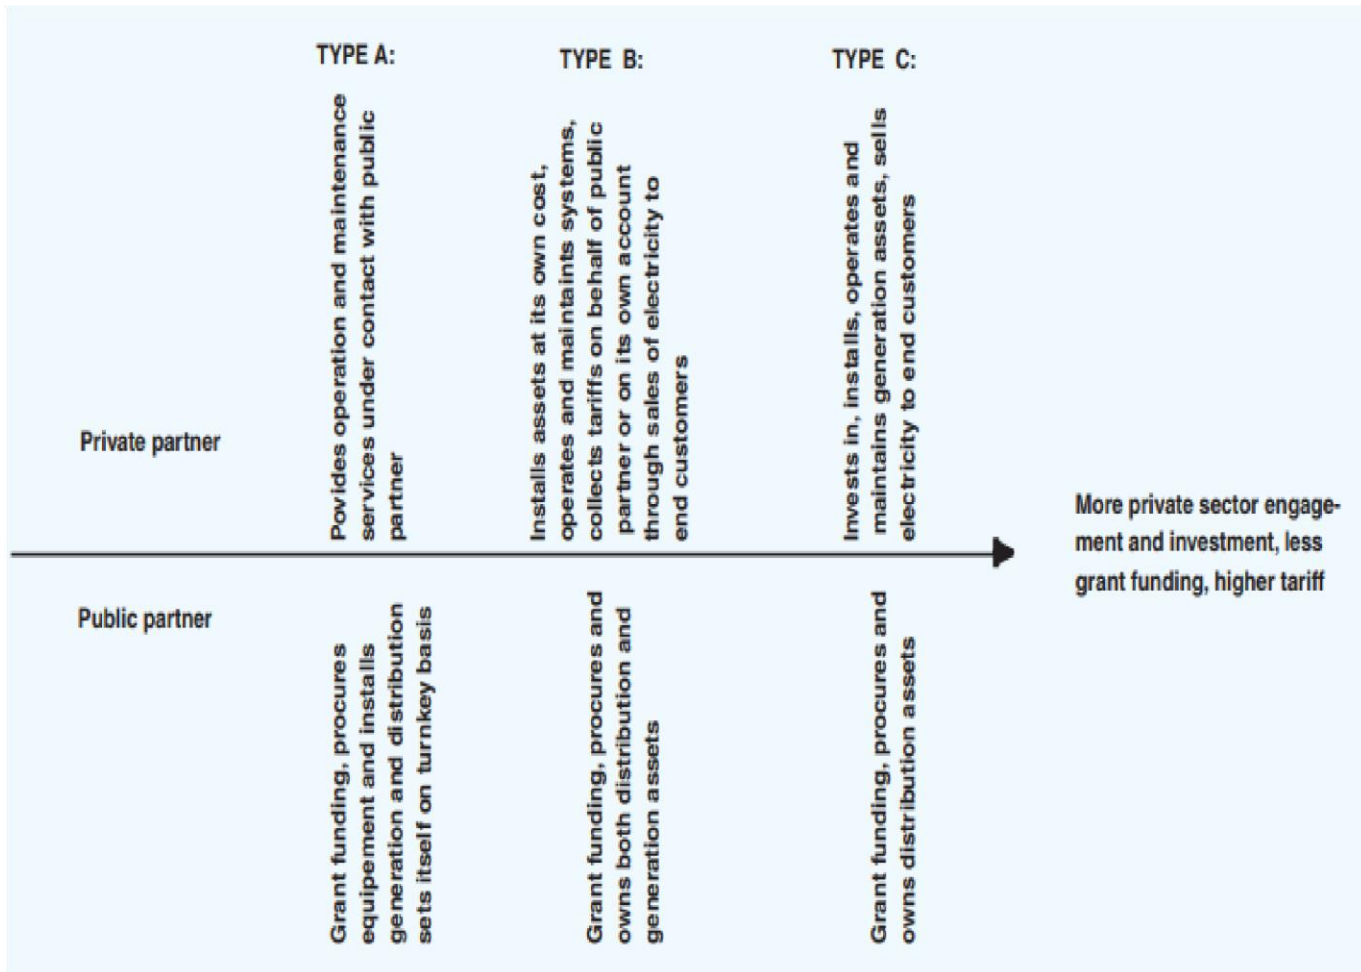 TYPE A:
TYPE B:
TYPE C:
Private partner
Povides operation and maintenance
services under contact with public
partner
Installs assets at its own cost,
operates and maintaints systems,
collects tariffs on behalf of public
partner or on its own account
through sales of electricity to
end customers
Invests in, installs, operates and
maintains generation assets, sells
electricity to end customers
More private sector engage-
ment and investment, less
grant funding, higher tariff
Public partner
Grant funding, procures
equipement and installs
generation and distribution
sets itself on turnkey basis
Grant funding, procures and
owns both distribution and
generation assets
Grant funding, procures and
owns distribution assets